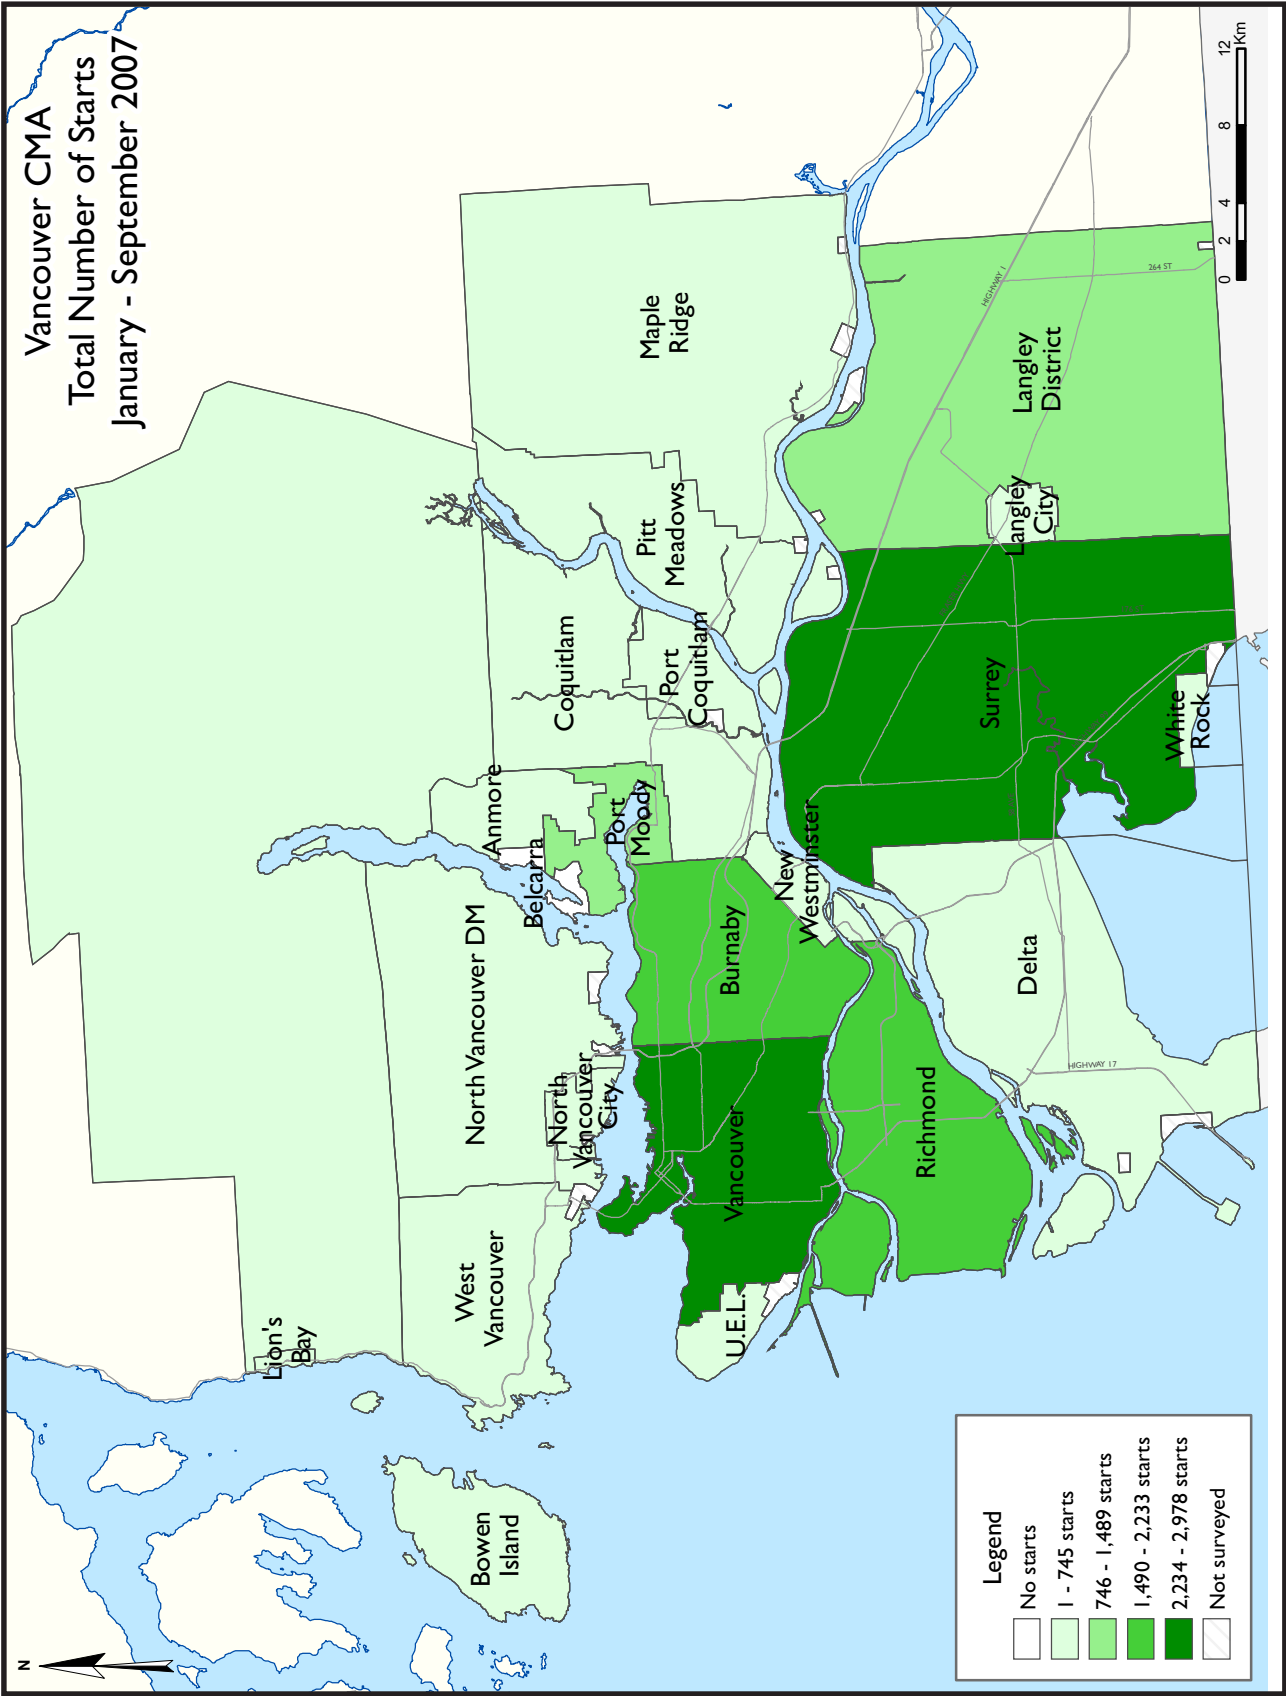 Vancouver CMA
Total Number of Starts
January - September 2007
N
Lion's
Bay
Bowen
Island
West
Vancouver
North Vancouver DM
North
Vancouver
City
Belcarra
Anmore
Port
Moody
Coquitlam
Port
Coquitlam
Pitt
Meadows
Maple
Ridge
U.E.L.
Vancouver
Burnaby
New
Westminster
Richmond
Delta
HIGHWAY 17
Surrey
White
Rock
Langley
City
Langley
District
HIGHWAY 1
264 ST
Legend
No starts
1 - 745 starts
746 - 1,489 starts
1,490 - 2,233 starts
2,234 - 2,978 starts
Not surveyed
0 2 4 8 12
Km